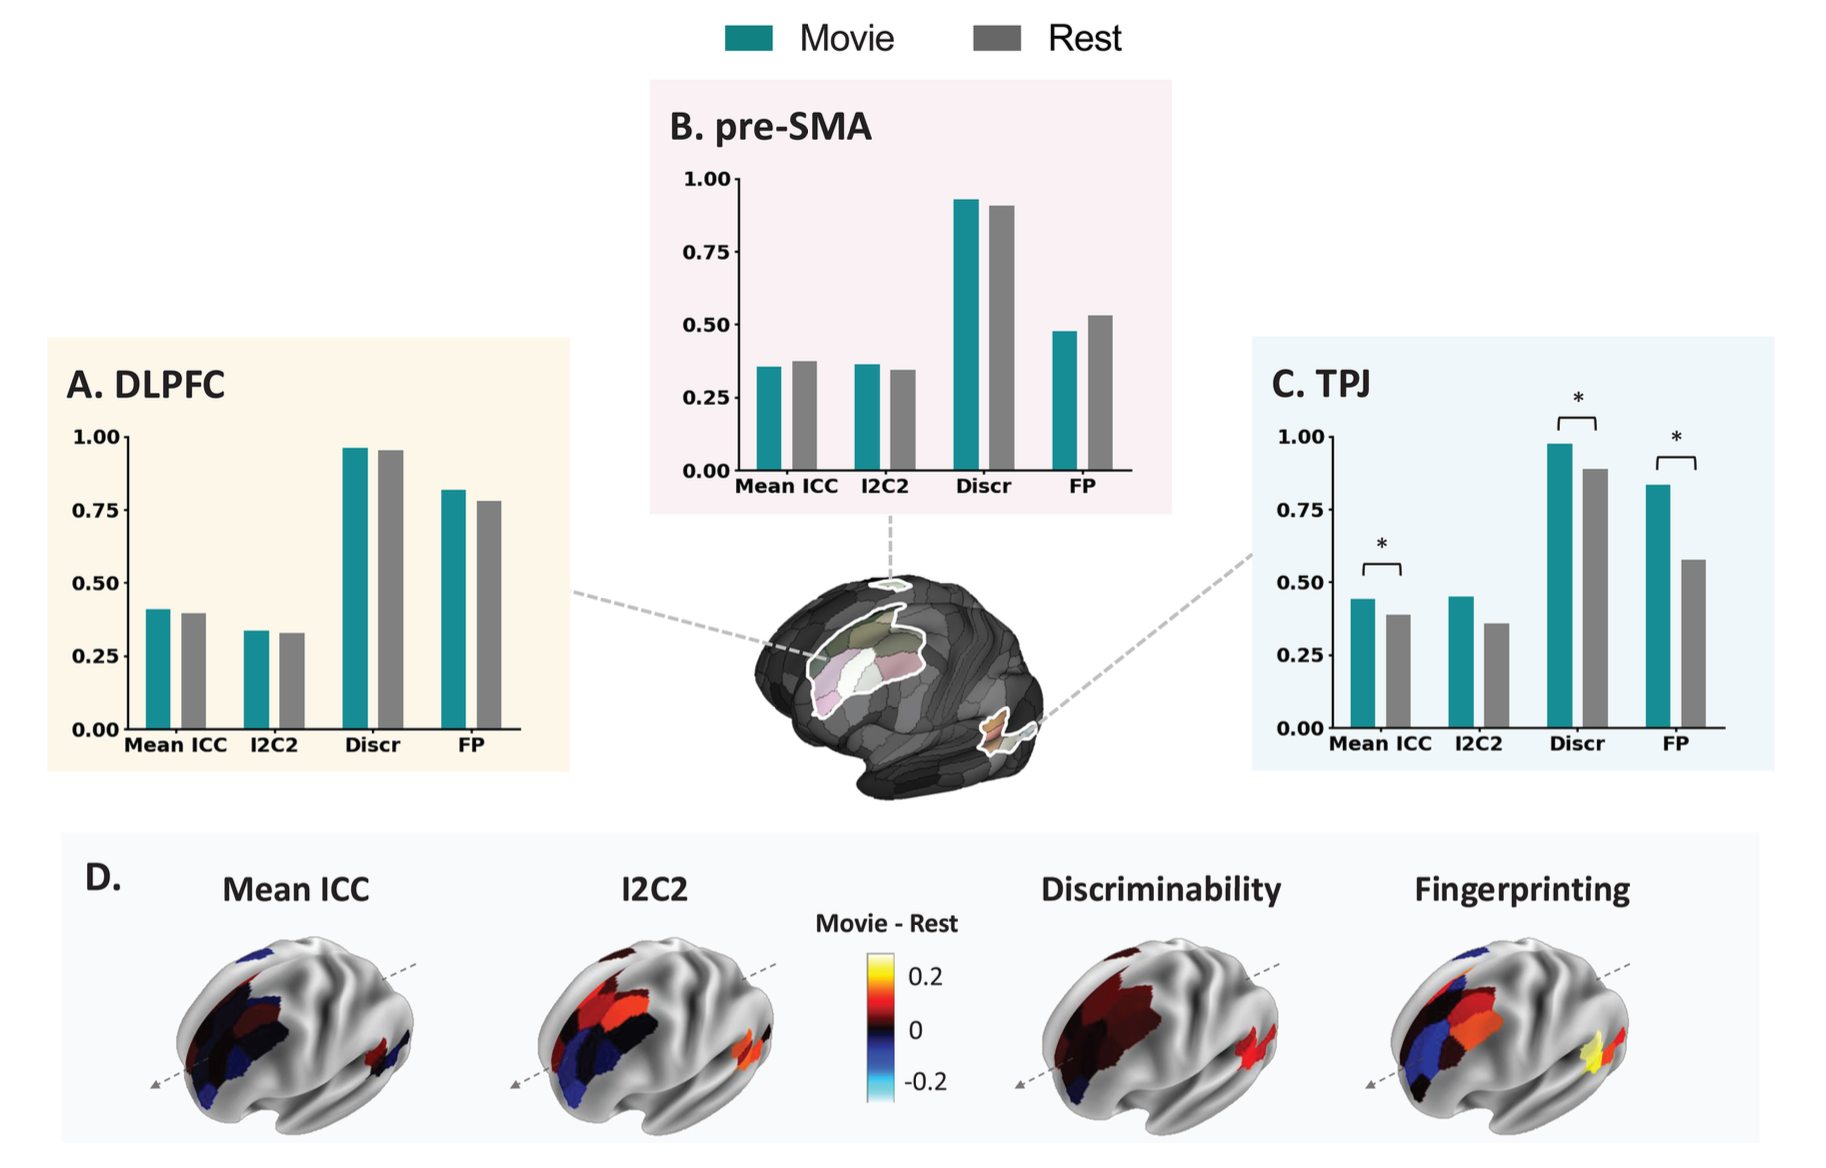 Movie Rest
B. pre-SMA
1.00
0.75
0.50
0.25
0.00
Mean ICC I2C2 Discr FP
A. DLPFC
1.00
0.75
0.50
0.25
0.00
Mean ICC I2C2 Discr FP
C. TPJ
*
*
*
1.00
0.75
0.50
0.25
0.00
Mean ICC I2C2 Discr FP
D.
Mean ICC I2C2 Discriminability Fingerprinting
Movie - Rest
0.2
0
-0.2